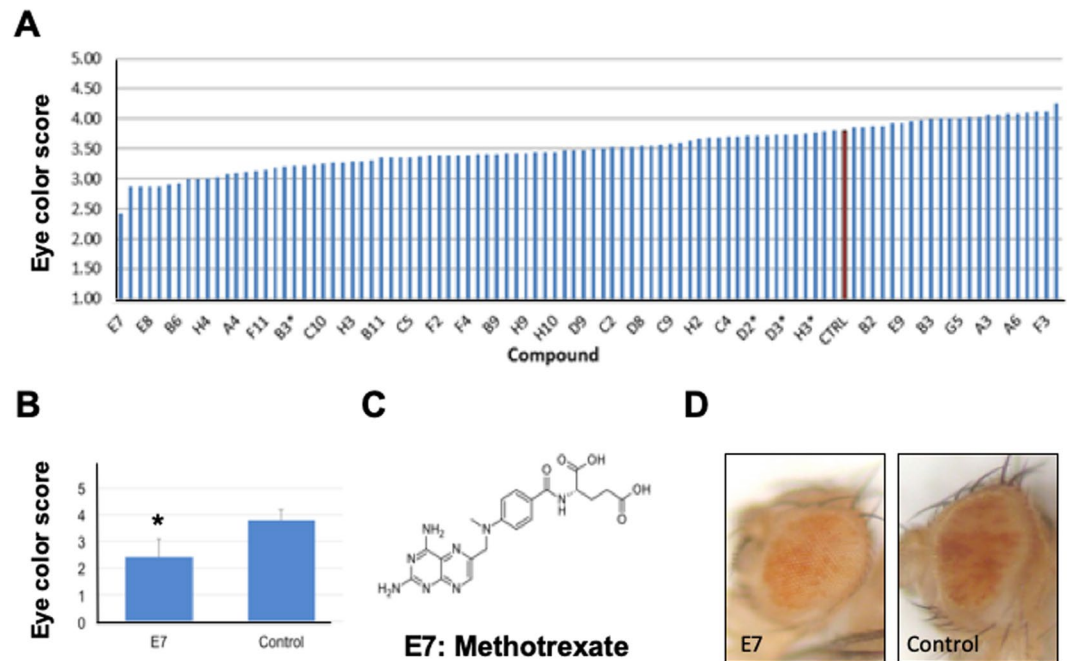 A
5.00
4.50
4.00
3.50
3.00
2.50
2.00
1.50
1.00
Eye color score
E7 E8 B6 H4 A4 F11 B3* C10 H3 B11 C5 F2 F4 B9 H9 H10 D9 C2 D8 C9 H2 C4 D2* D3* H3* CTRL B2 E9 B3 G5 A3 A6 F3
Compound
B C D
Eye color score
5
4
3
2
1
0
*
E7 Control
O OH
O
OH
N
H
O
NH₂
N
N
N
H₂N N N
E7: Methotrexate
E7 Control